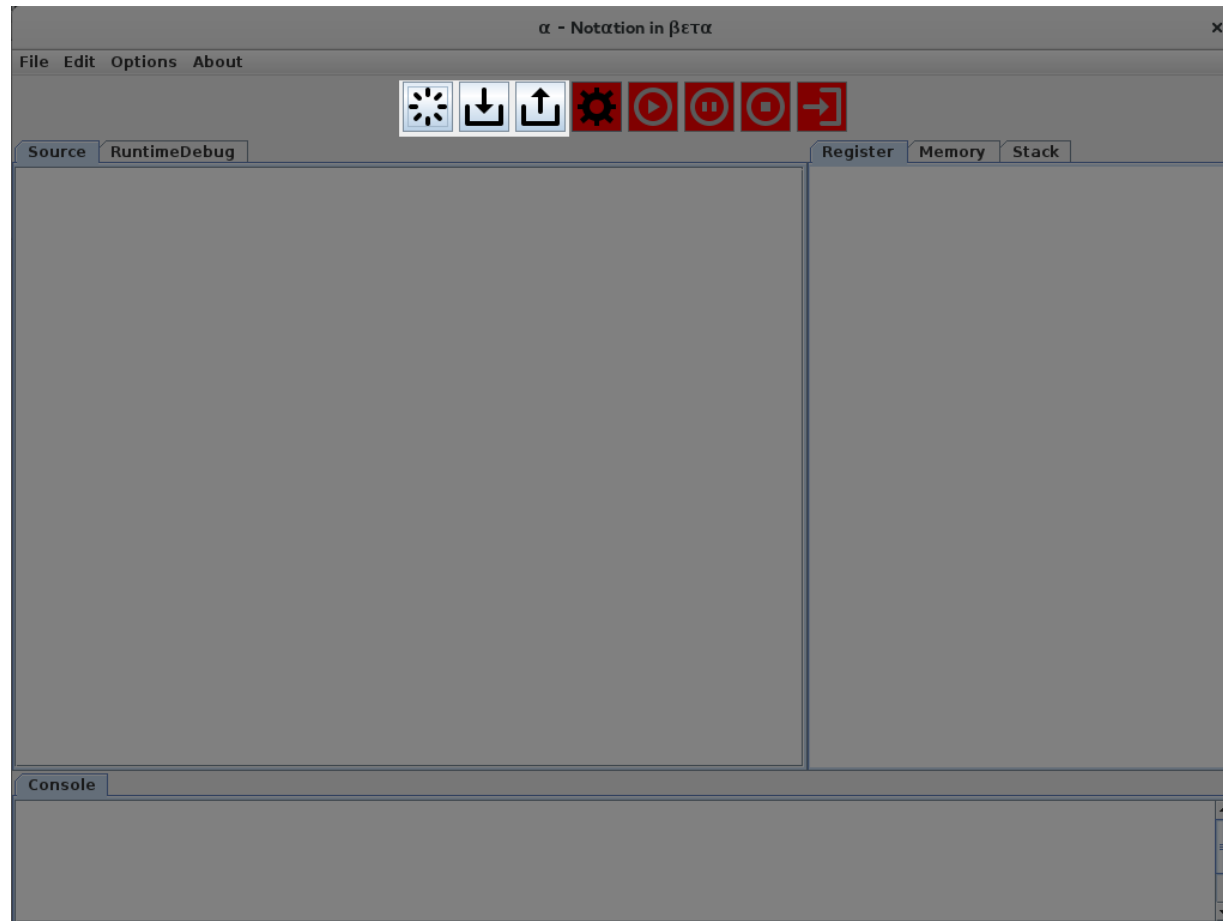 α - Notαtion in βετα
File Edit Options About
Source RuntimeDebug
Register Memory Stack
Console